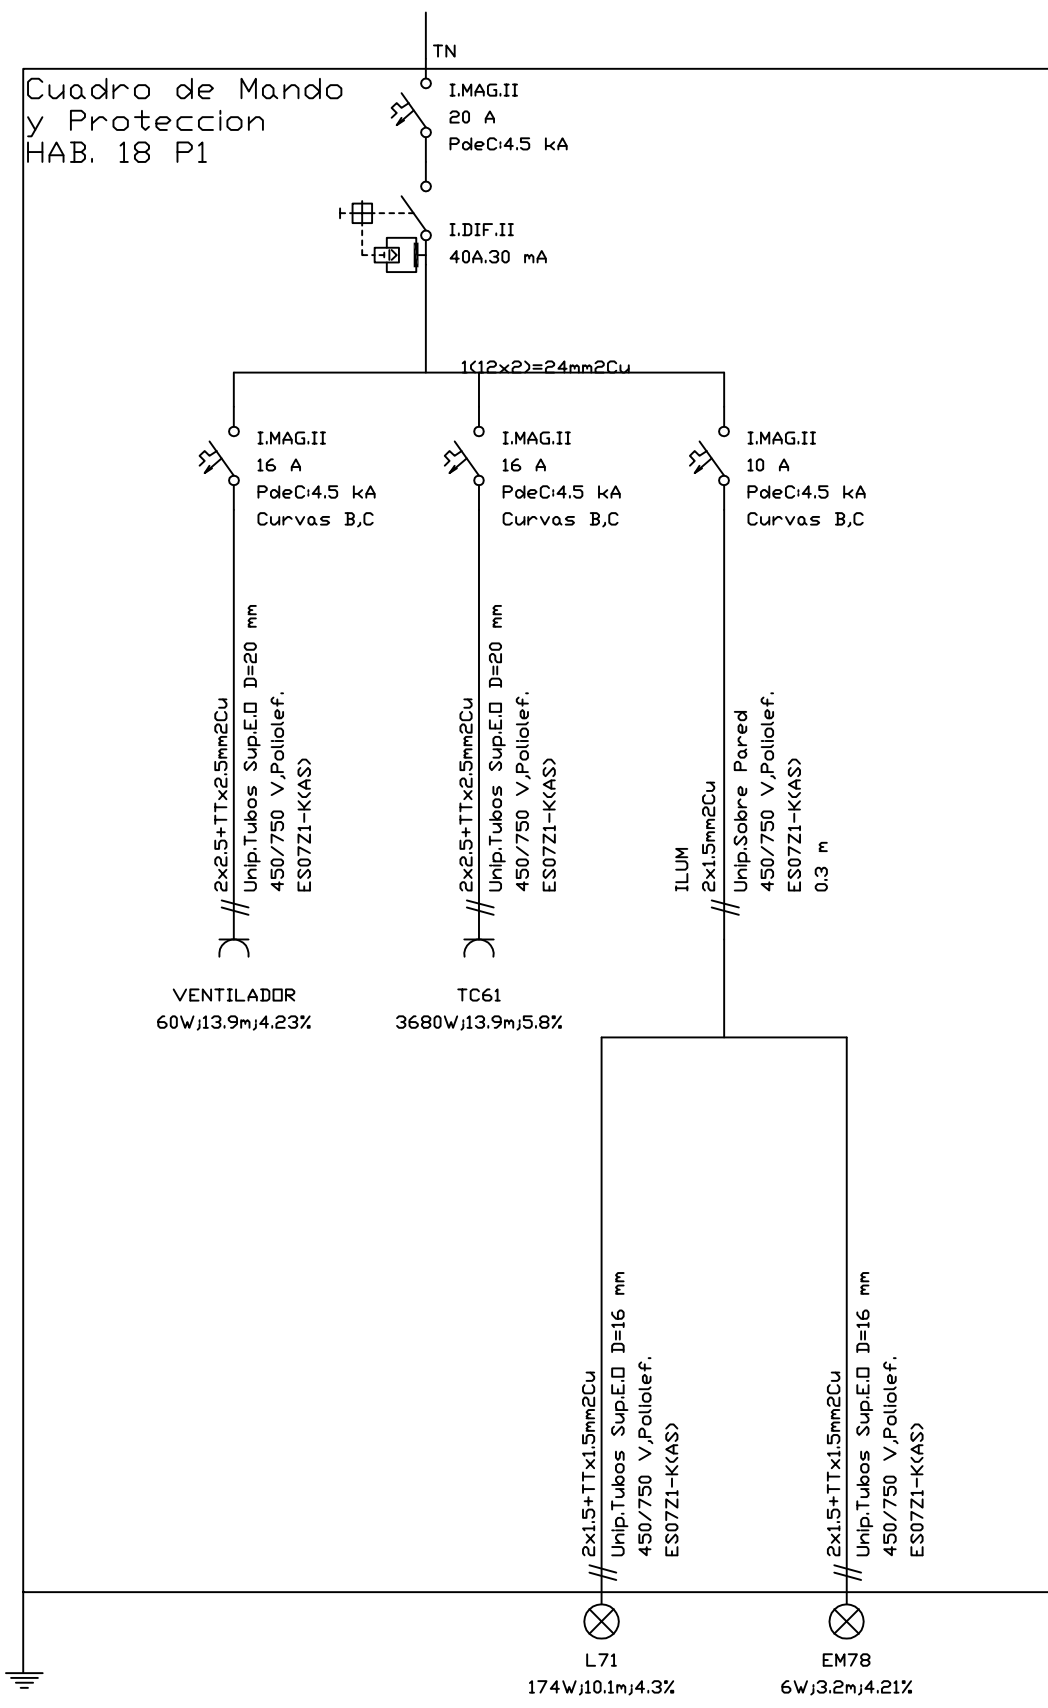 TN
Cuadro de Mando
y Proteccion
HAB. 18 P1
I.MAG.II
20 A
PdeC:4.5 kA
I.DIF.II
40A.30 mA
1(12x2)=24mm2Cu
I.MAG.II
16 A
PdeC:4.5 kA
Curvas B,C
I.MAG.II
16 A
PdeC:4.5 kA
Curvas B,C
I.MAG.II
10 A
PdeC:4.5 kA
Curvas B,C
2x2.5+TTx2.5mm2Cu
Unip.Tubos Sup.E.O D=20 mm
450/750 V,Poliolef.
ES07Z1-K(AS)
2x2.5+TTx2.5mm2Cu
Unip.Tubos Sup.E.O D=20 mm
450/750 V,Poliolef.
ES07Z1-K(AS)
ILUM
2x1.5mm2Cu
Unip.Sobre Pared
450/750 V,Poliolef.
ES07Z1-K(AS)
0.3 m
VENTILADOR
60W;13.9m;4.23%
TC61
3680W;13.9m;5.8%
2x1.5+TTx1.5mm2Cu
Unip.Tubos Sup.E.O D=16 mm
450/750 V,Poliolef.
ES07Z1-K(AS)
2x1.5+TTx1.5mm2Cu
Unip.Tubos Sup.E.O D=16 mm
450/750 V,Poliolef.
ES07Z1-K(AS)
L71
174W;10.1m;4.3%
EM78
6W;3.2m;4.21%